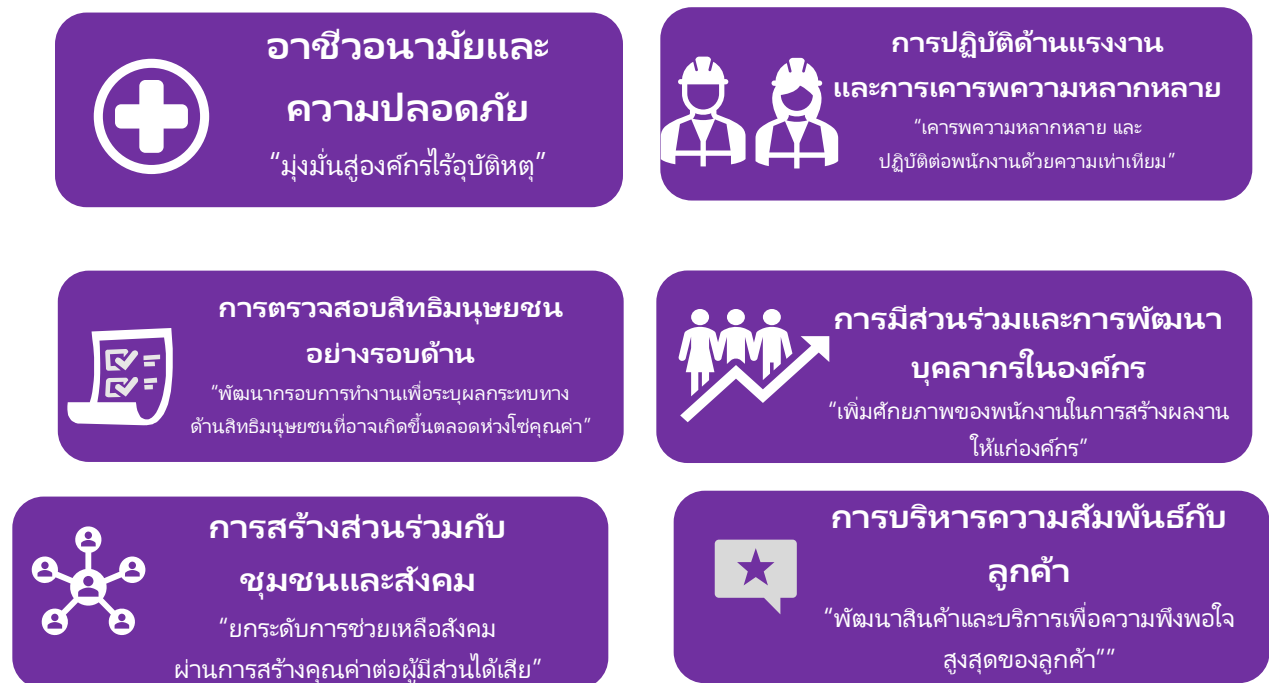 อาชีวอนามัยและ
ความปลอดภัย
“มุ่งมั่นสู่องค์กรไร้อุบัติหตุ”
การปฏิบัติด้านแรงงาน
และการเคารพความหลากหลาย
“เคารพความหลากหลาย และ
ปฏิบัติต่อพนักงานด้วยความเท่าเทียม”
การตรวจสอบสิทธิมนุษยชน
อย่างรอบด้าน
“พัฒนากรอบการทำงานเพื่อระบุผลกระทบทาง
ด้านสิทธิมนุษยชนที่อาจเกิดขึ้นตลอดห่วงโซ่คุณค่า”
การมีส่วนร่วมและการพัฒนา
บุคลากรในองค์กร
“เพิ่มศักยภาพของพนักงานในการสร้างผลงาน
ให้แก่องค์กร”
การสร้างส่วนร่วมกับ
ชุมชนและสังคม
“ยกระดับการช่วยเหลือสังคม
ผ่านการสร้างคุณค่าต่อผู้มีส่วนได้เสีย”
การบริหารความสัมพันธ์กับ
ลูกค้า
“พัฒนาสินค้าและบริการเพื่อความพึงพอใจ
สูงสุดของลูกค้า””